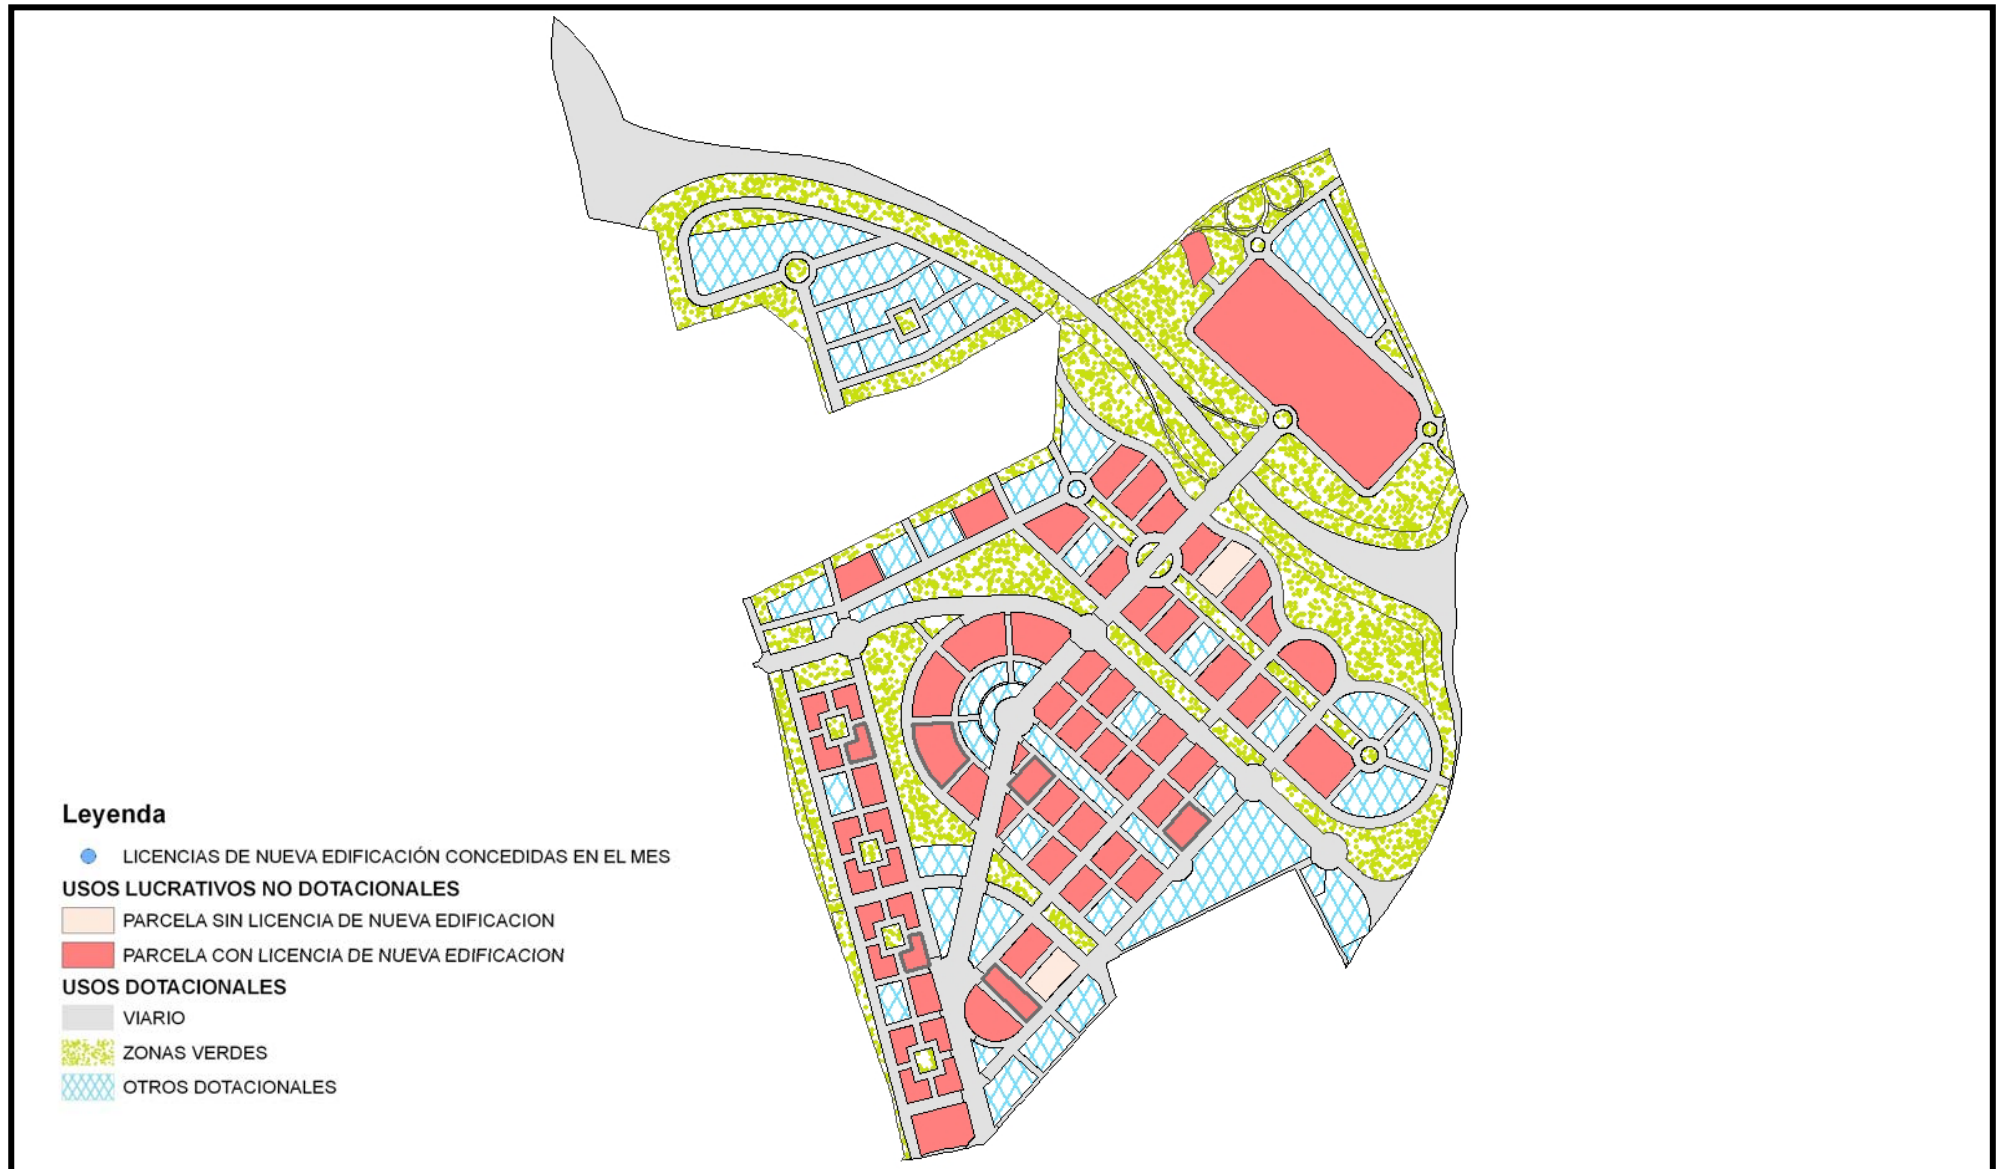 Leyenda
LICENCIAS DE NUEVA EDIFICACIÓN CONCEDIDAS EN EL MES
USOS LUCRATIVOS NO DOTACIONALES
PARCELA SIN LICENCIA DE NUEVA EDIFICACION
PARCELA CON LICENCIA DE NUEVA EDIFICACION
USOS DOTACIONALES
VIARIO
ZONAS VERDES
OTROS DOTACIONALES